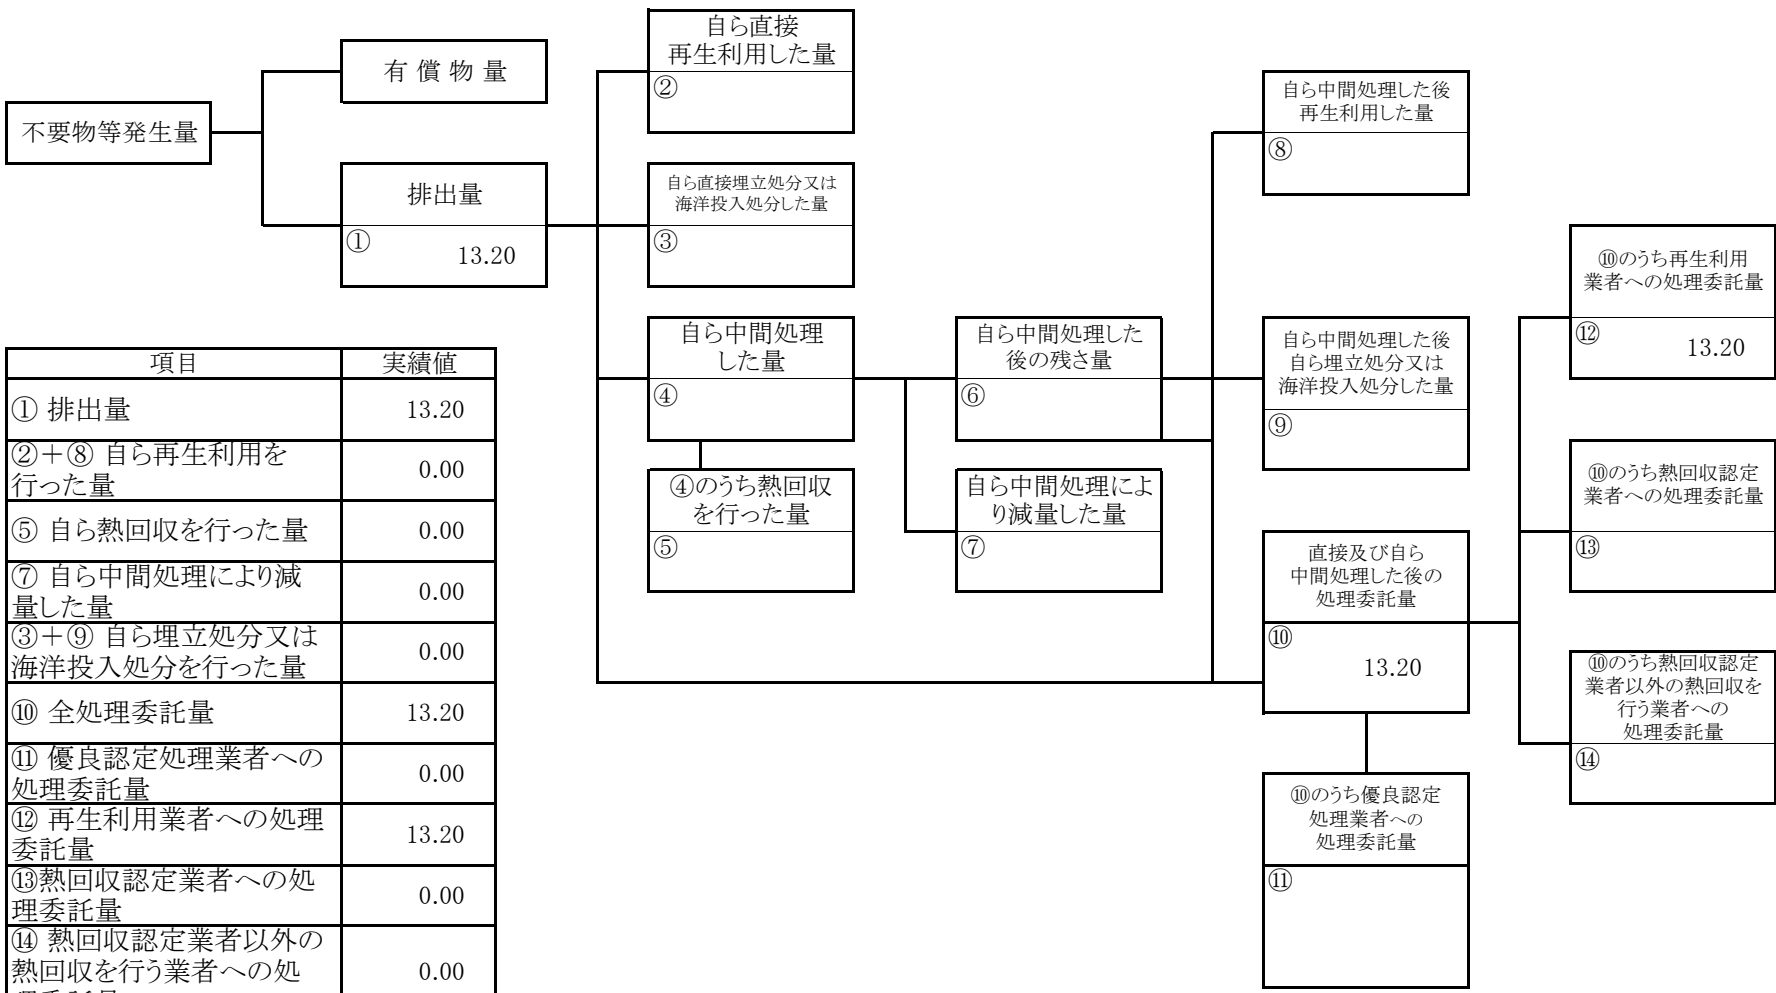 自ら直接
再生利用した量
②
有 償 物 量
不要物等発生量
排出量
①
13.20
自ら直接埋立処分又は
海洋投入処分した量
③
自ら中間処理した後
再生利用した量
⑧
⑩のうち再生利用
業者への処理委託量
⑫
13.20
自ら中間処理
した量
④
自ら中間処理した
後の残さ量
⑥
自ら中間処理した後
自ら埋立処分又は
海洋投入処分した量
⑨
④のうち熱回収
を行った量
⑤
自ら中間処理によ
り減量した量
⑦
⑩のうち熱回収認定
業者への処理委託量
⑬
直接及び自ら
中間処理した後の
処理委託量
⑩
13.20
⑩のうち熱回収認定
業者以外の熱回収を
行う業者への
処理委託量
⑭
⑩のうち優良認定
処理業者への
処理委託量
⑪
項目 実績値
① 排出量 13.20
②＋⑧ 自ら再生利用を
行った量 0.00
⑤ 自ら熱回収を行った量 0.00
⑦ 自ら中間処理により減
量した量 0.00
③＋⑨ 自ら埋立処分又は
海洋投入処分を行った量 0.00
⑩ 全処理委託量 13.20
⑪ 優良認定処理業者への
処理委託量 0.00
⑫ 再生利用業者への処理
委託量 13.20
⑬熱回収認定業者への処
理委託量 0.00
⑭ 熱回収認定業者以外の
熱回収を行う業者への処 0.00